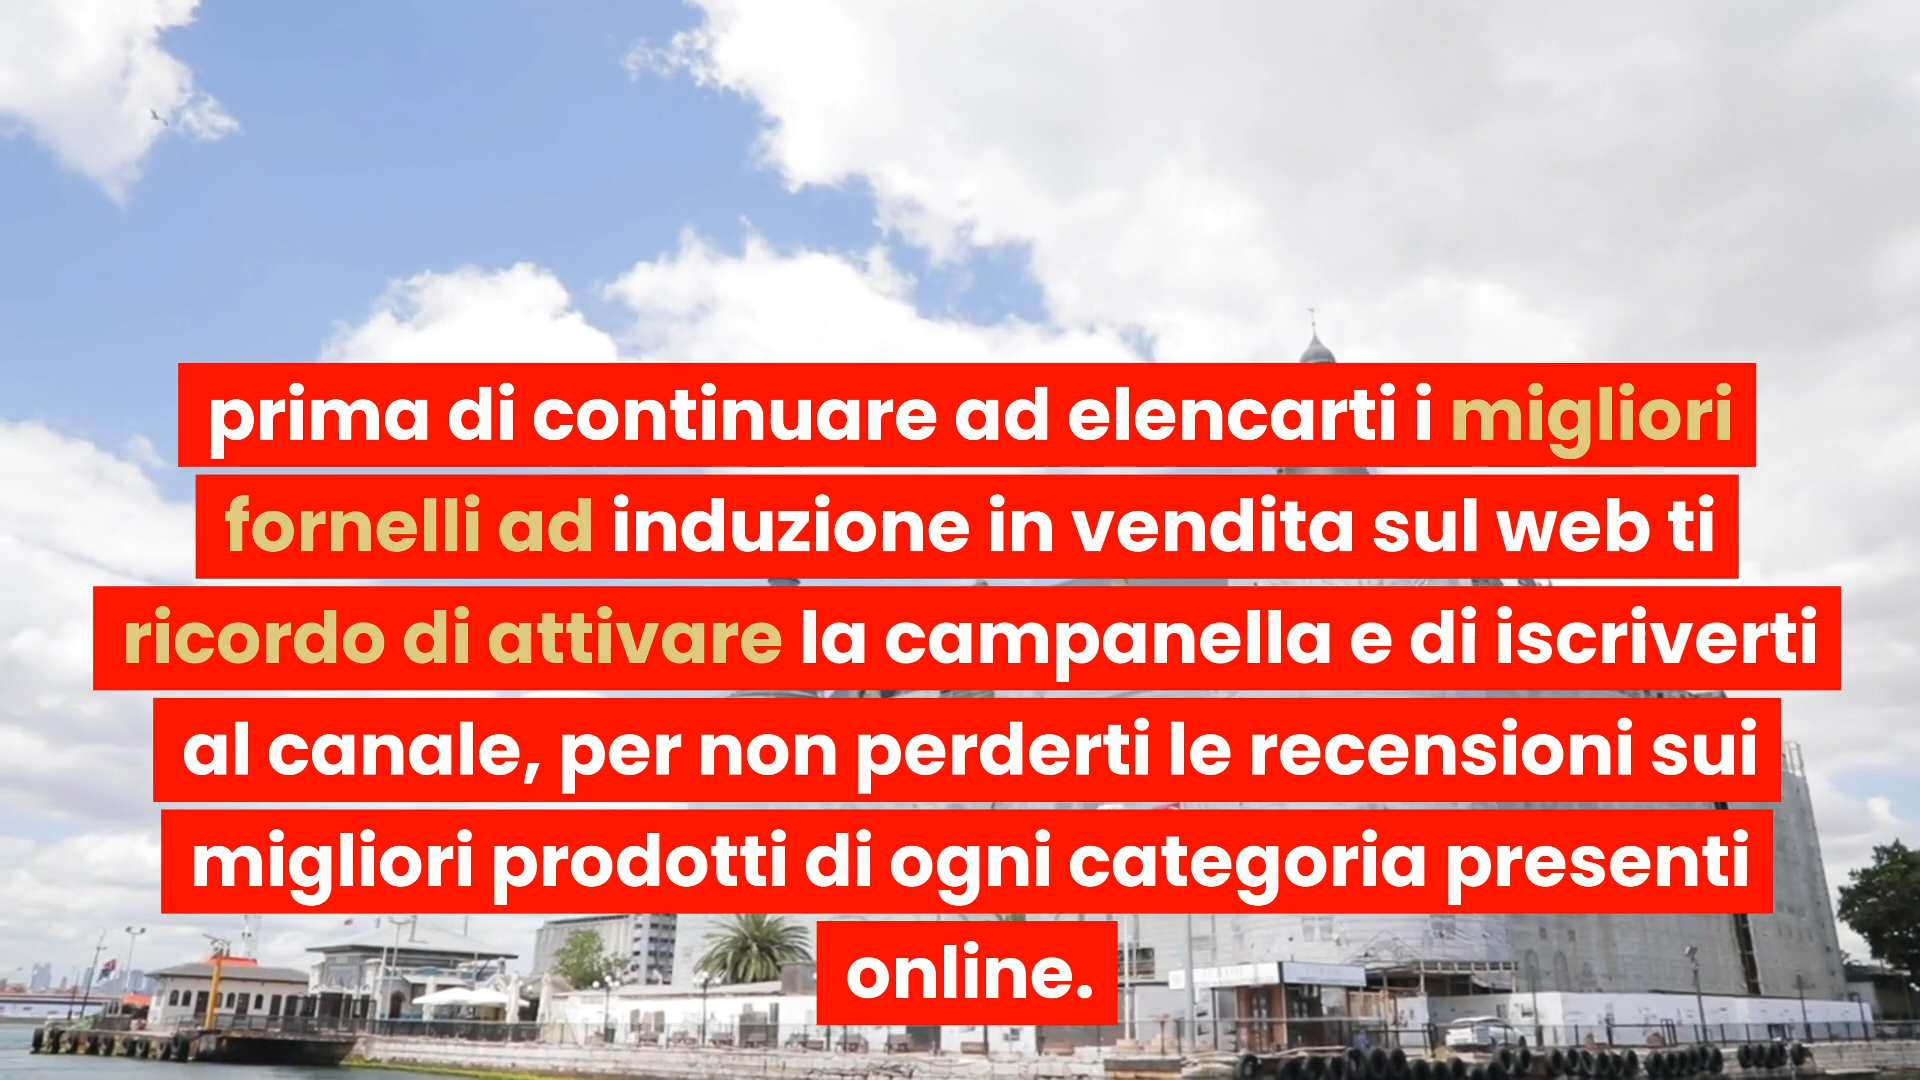 prima di continuare ad elencarti i migliori
fornelli ad induzione in vendita sul web ti
ricordo di attivare la campanella e di iscriverti
al canale, per non perderti le recensioni sui
migliori prodotti di ogni categoria presenti
online.